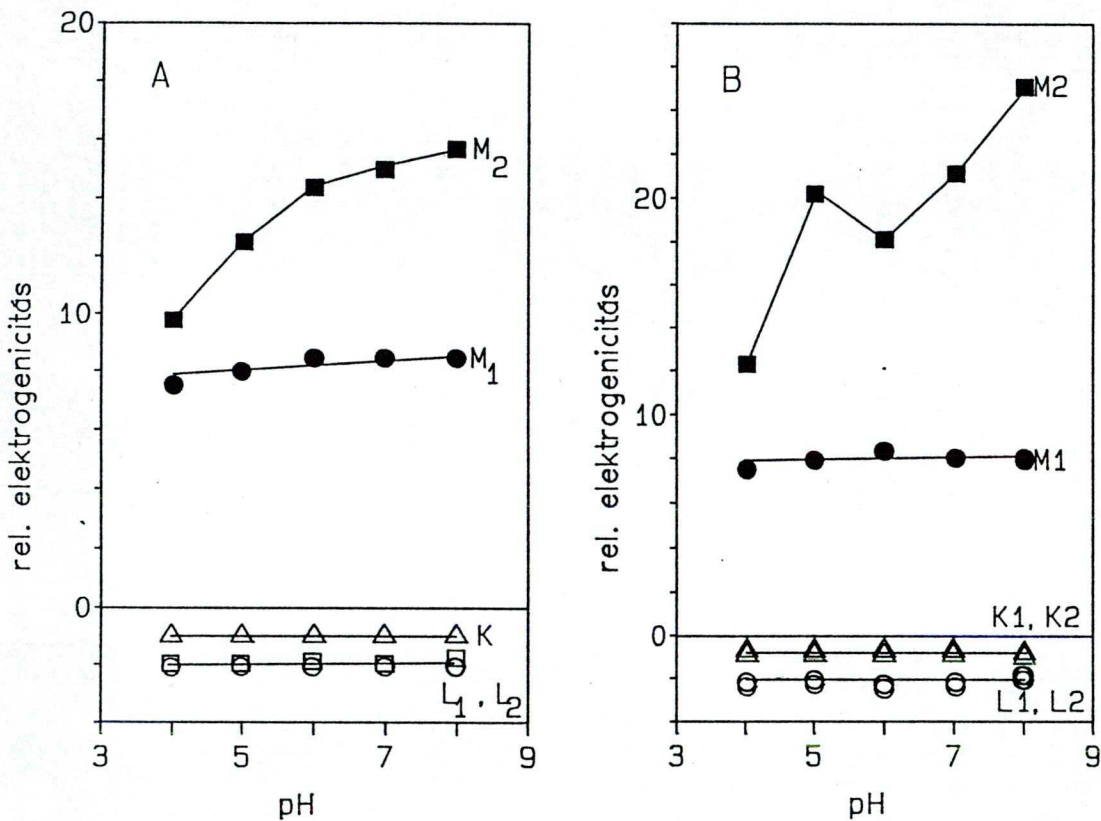 20
A
M2
10
M1
rel. elektrogenicitás
0
K
L1, L2
3 5 7 9
pH
B
M2
20
rel. elektrogenicitás
10
M1
K1, K2
0
L1, L2
3 5 7 9
pH